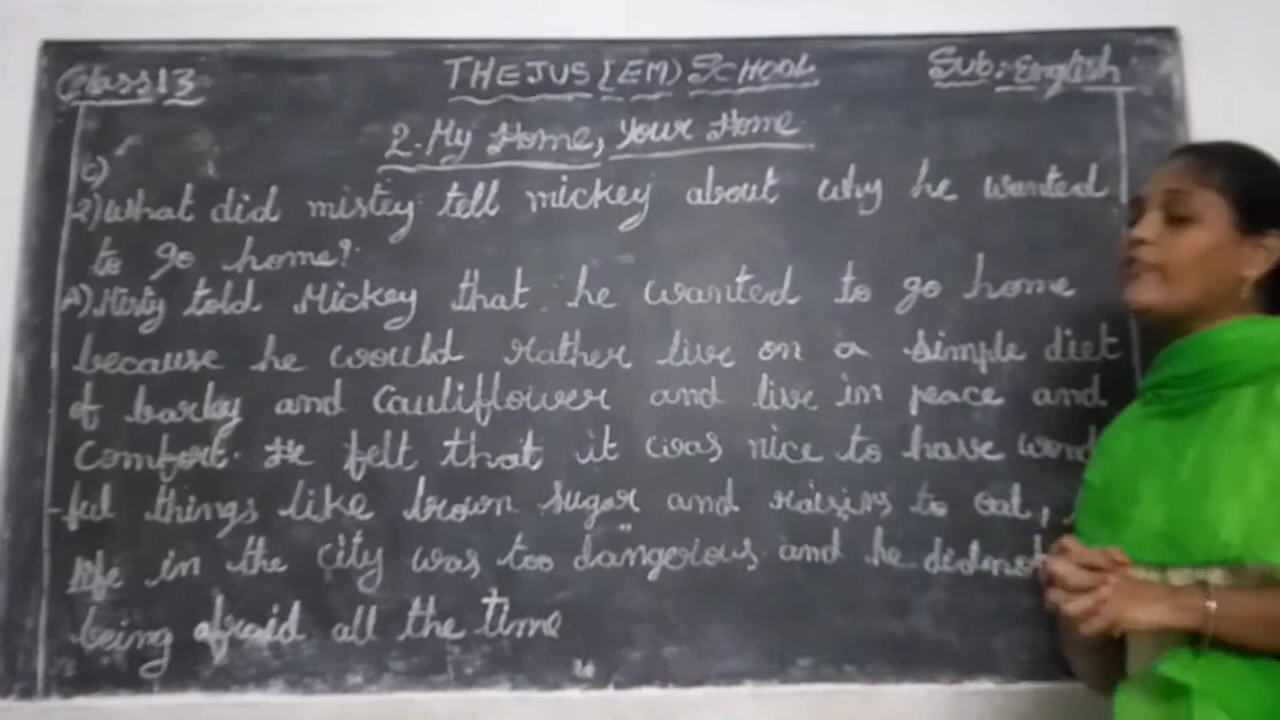 Class:3 THEJUS (EM) SCHOOL Sub:English
2. My Home, Your Home
C)
2) What did misty tell mickey about why he wanted
to go home?
A) Misty told Mickey that he wanted to go home
because he would rather live on a simple diet
of barley and Cauliflower and live in peace and
Comfort. He felt that it was nice to have wond
-ful things like brown sugar and raisins to eat,
life in the city was too dangerous and he didnot
being afraid all the time